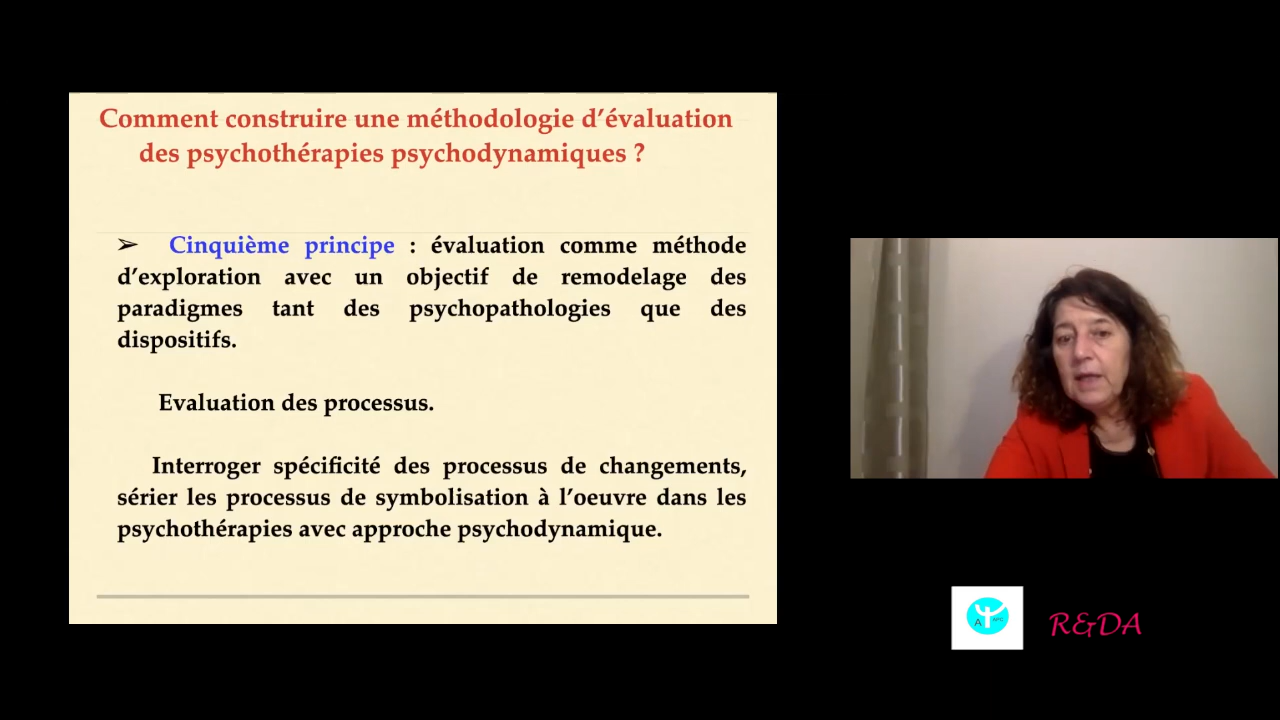 Comment construire une méthodologie d’évaluation
des psychothérapies psychodynamiques ?
➢ Cinquième principe : évaluation comme méthode
d’exploration avec un objectif de remodelage des
paradigmes tant des psychopathologies que des
dispositifs.
Evaluation des processus.
Interroger spécificité des processus de changements,
sérier les processus de symbolisation à l’oeuvre dans les
psychothérapies avec approche psychodynamique.
R&DA